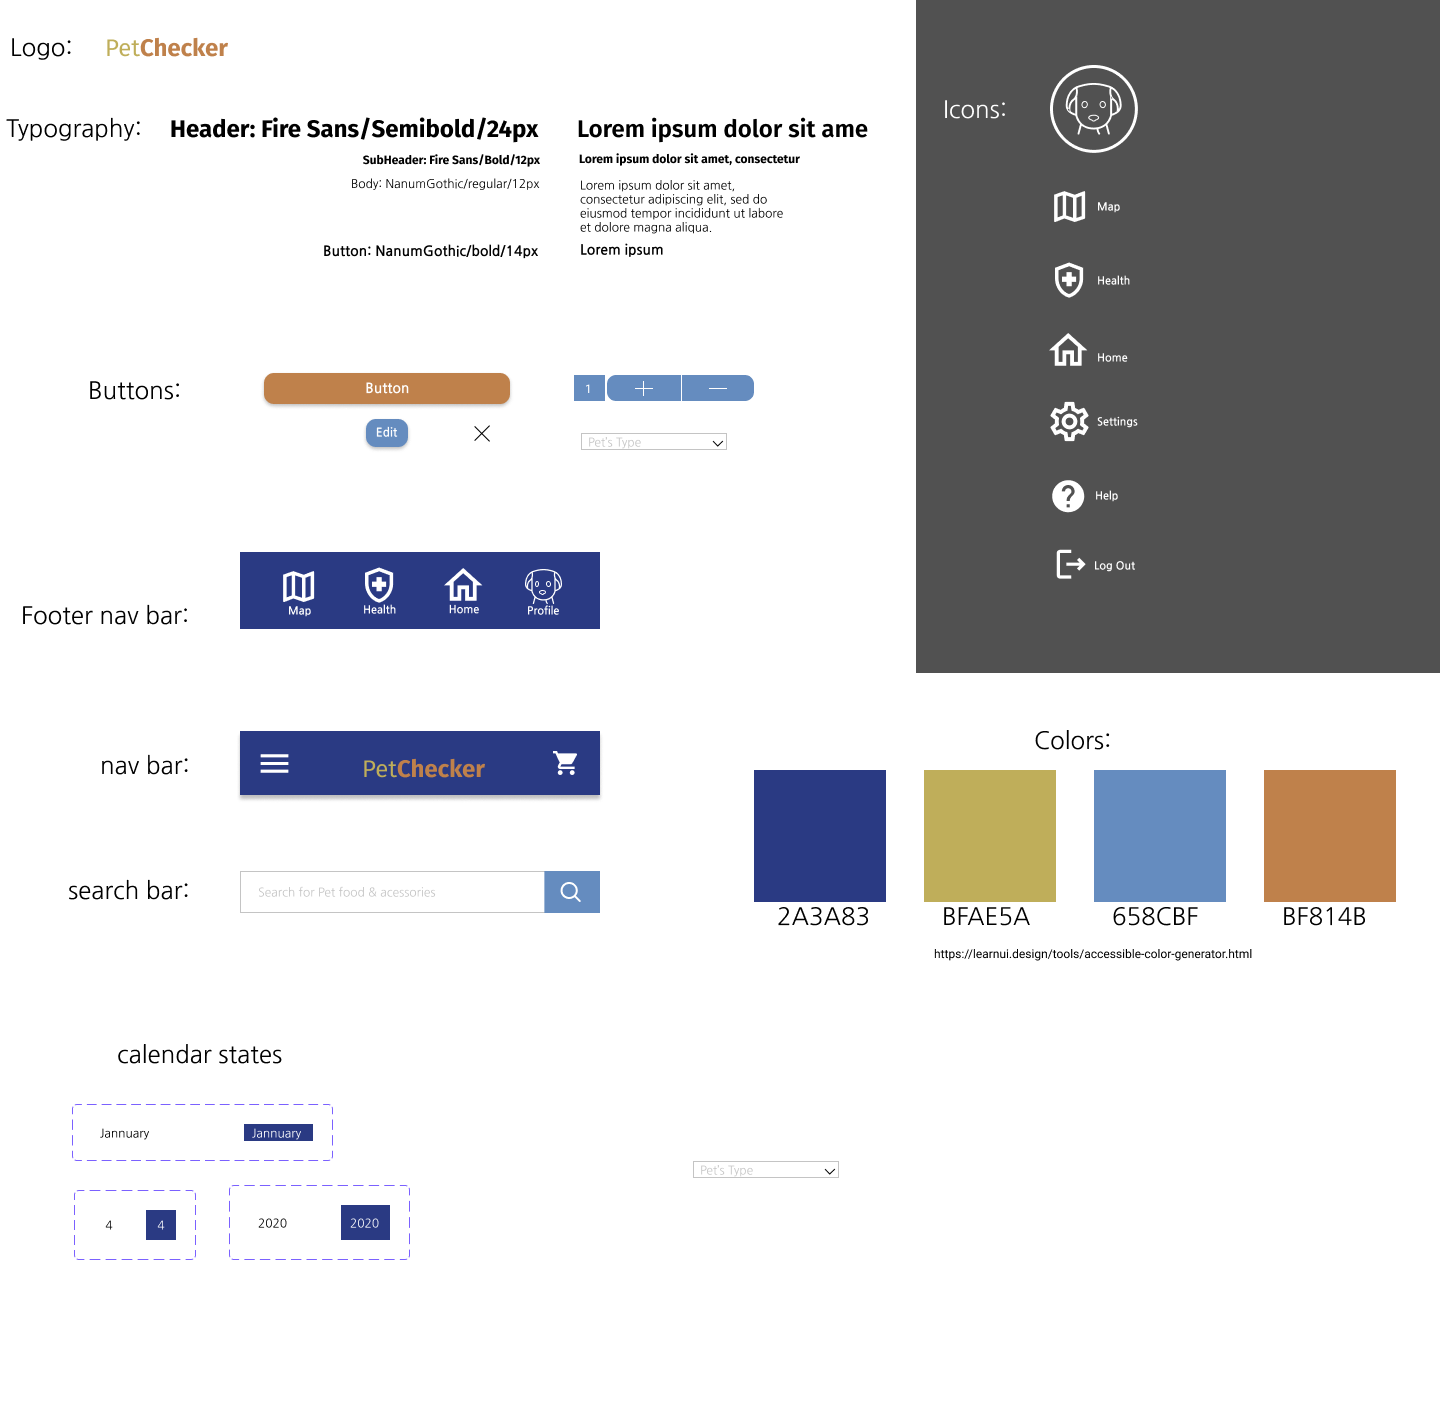 Logo:
PetChecker
Typography:
Header: Fire Sans/Semibold/24px
Lorem ipsum dolor sit ame
SubHeader: Fire Sans/Bold/12px
Lorem ipsum dolor sit amet, consectetur
Body: NanumGothic/regular/12px
Lorem ipsum dolor sit amet,
consectetur adipiscing elit, sed do
eiusmod tempor incididunt ut labore
et dolore magna aliqua.
Button: NanumGothic/bold/14px
Lorem ipsum
Icons:
Map
Health
Home
Settings
Help
Log Out
Buttons:
Button
1
Edit
Pet's Type
Footer nav bar:
Map
Health
Home
Profile
nav bar:
PetChecker
search bar:
Search for Pet food & acessories
Colors:
2A3A83
BFAE5A
658CBF
BF814B
https://learnui.design/tools/accessible-color-generator.html
calendar states
Jannuary
Jannuary
4
4
2020
2020
Pet's Type